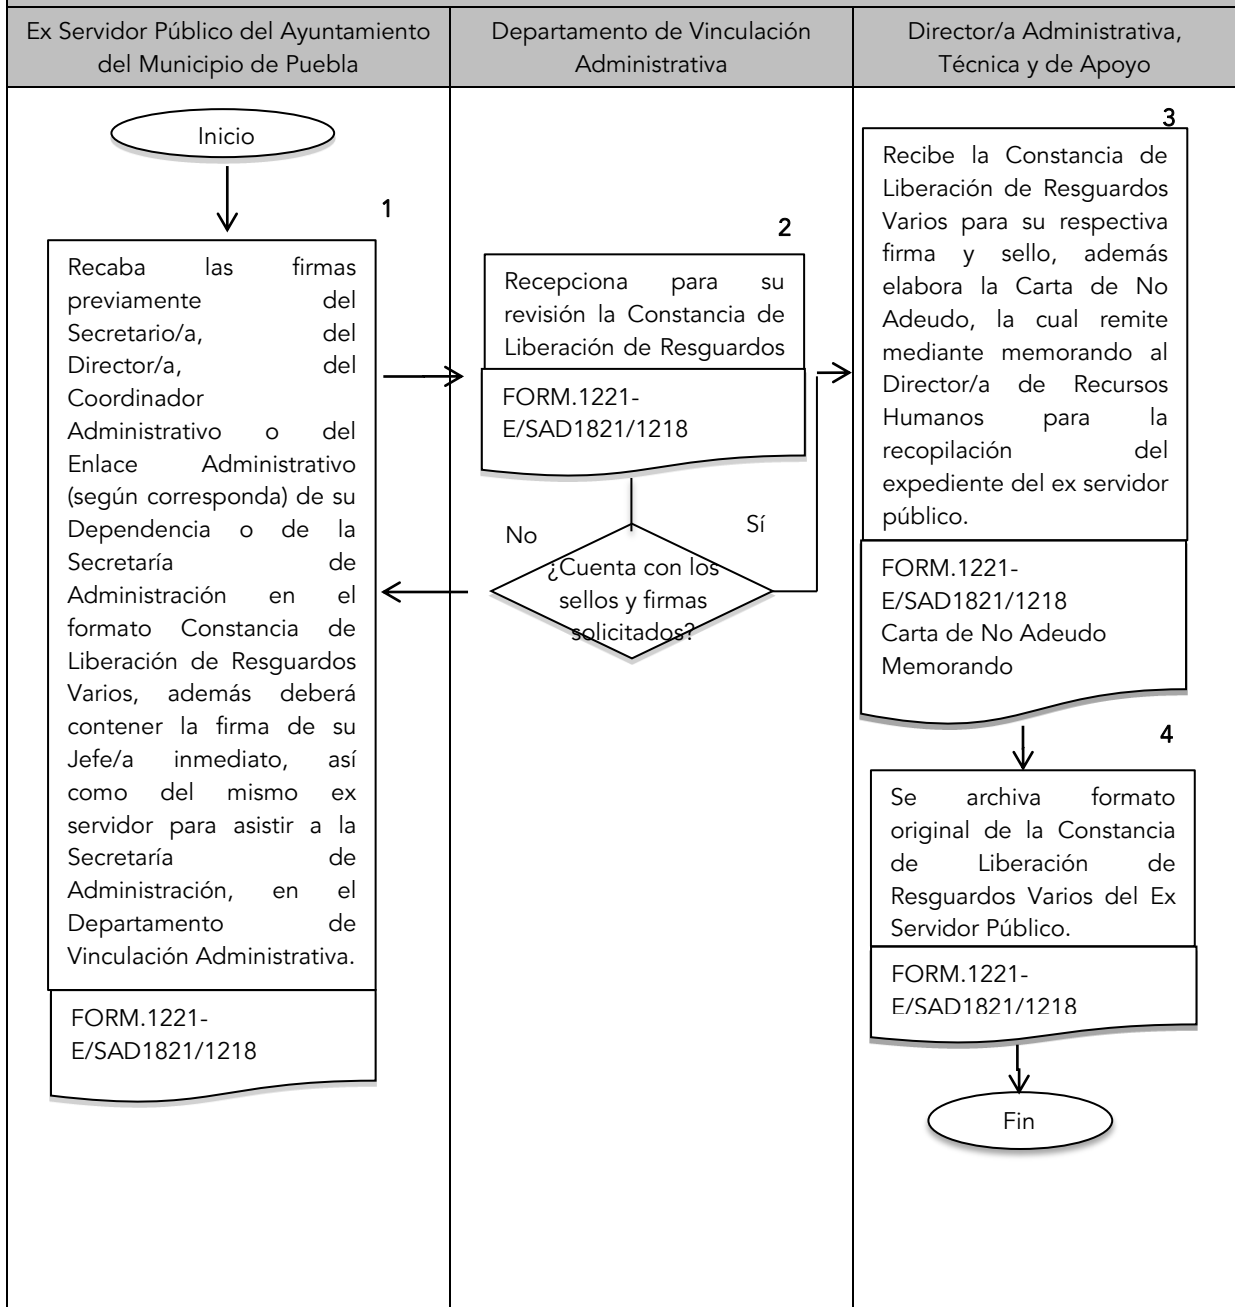 Ex Servidor Público del Ayuntamiento
del Municipio de Puebla
Departamento de Vinculación
Administrativa
Director/a Administrativa,
Técnica y de Apoyo
Inicio
1
Recaba las firmas
previamente del
Secretario/a, del
Director/a, del
Coordinador
Administrativo o del
Enlace Administrativo
(según corresponda) de su
Dependencia o de la
Secretaría de
Administración en el
formato Constancia de
Liberación de Resguardos
Varios, además deberá
contener la firma de su
Jefe/a inmediato, así
como del mismo ex
servidor para asistir a la
Secretaría de
Administración, en el
Departamento de
Vinculación Administrativa.
FORM.1221-
E/SAD1821/1218
2
Recepciona para su
revisión la Constancia de
Liberación de Resguardos
FORM.1221-
E/SAD1821/1218
No
Sí
¿Cuenta con los
sellos y firmas
solicitados?
3
Recibe la Constancia de
Liberación de Resguardos
Varios para su respectiva
firma y sello, además
elabora la Carta de No
Adeudo, la cual remite
mediante memorando al
Director/a de Recursos
Humanos para la
recopilación del
expediente del ex servidor
público.
FORM.1221-
E/SAD1821/1218
Carta de No Adeudo
Memorando
4
Se archiva formato
original de la Constancia
de Liberación de
Resguardos Varios del Ex
Servidor Público.
FORM.1221-
E/SAD1821/1218
Fin